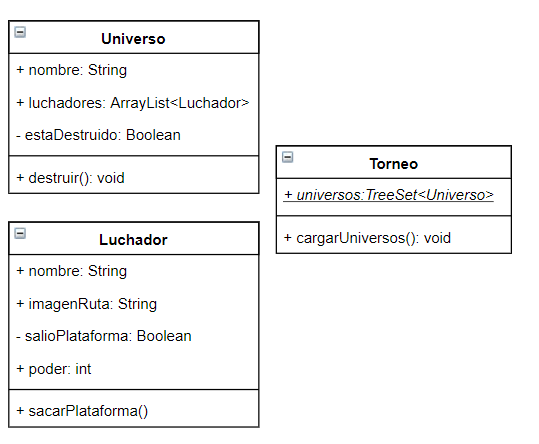 Universo
+ nombre: String
+ luchadores: ArrayList<Luchador>
- estaDestruido: Boolean
+ destruir(): void
Luchador
+ nombre: String
+ imagenRuta: String
- salioPlataforma: Boolean
+ poder: int
+ sacarPlataforma()
Torneo
+ universos:TreeSet<Universo>
+ cargarUniversos(): void